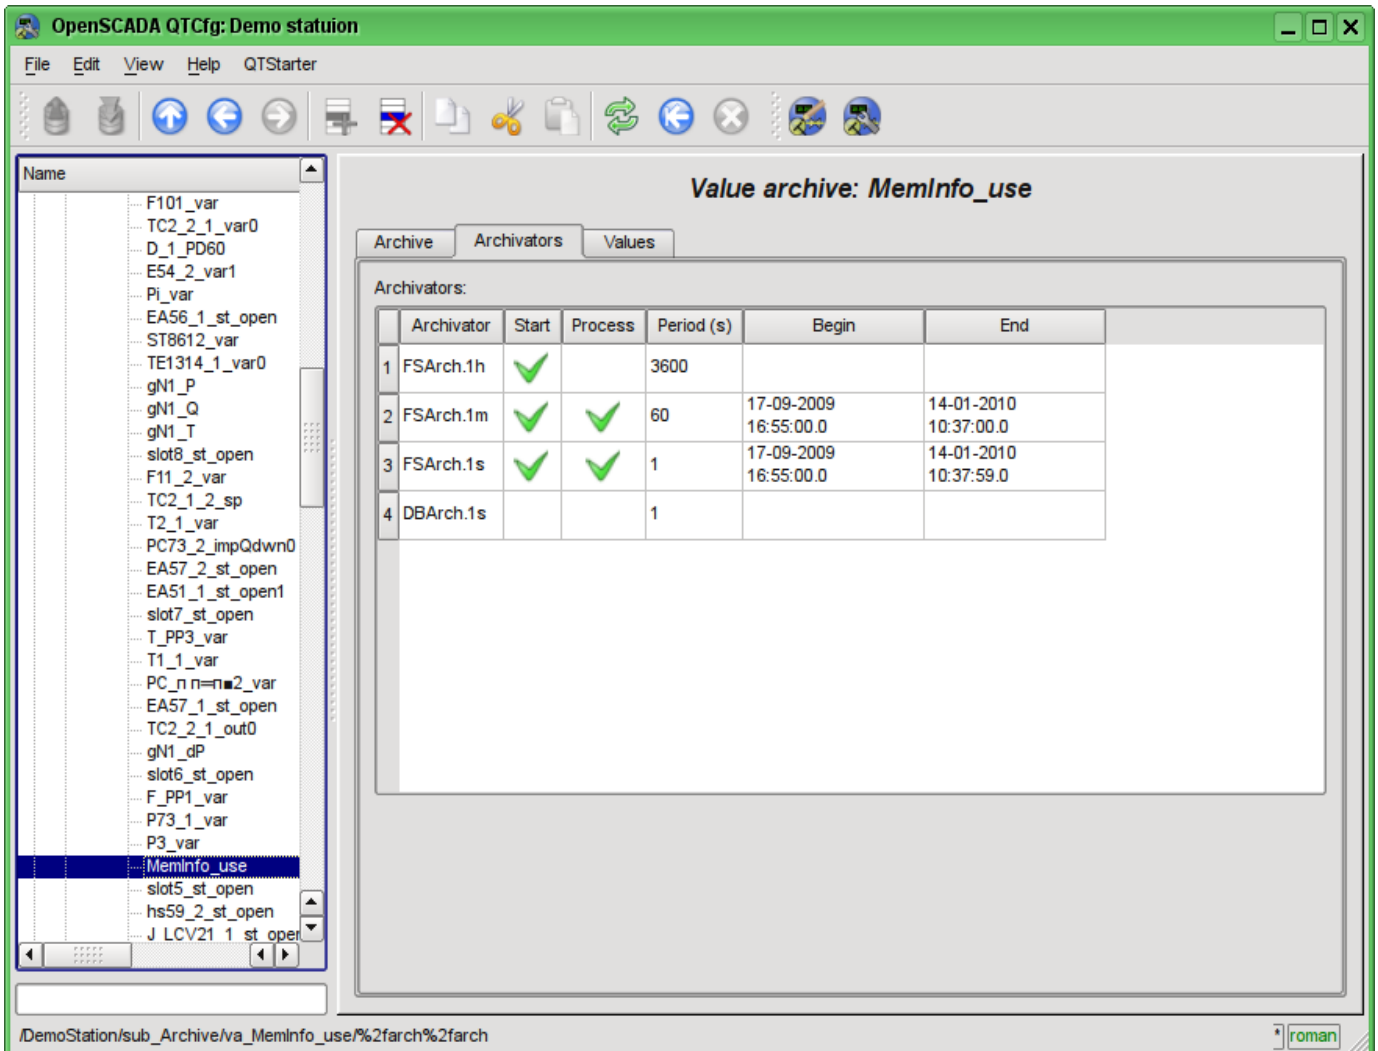 OpenSCADA QTCfg: Demo statuion
File Edit View Help QTStarter
Name
F101_var
TC2_2_1_var0
D_1_PD60
E54_2_var1
Pi_var
EA56_1_st_open
ST8612_var
TE1314_1_var0
gN1_P
gN1_Q
gN1_T
slot8_st_open
F11_2_var
TC2_1_2_sp
T2_1_var
PC73_2_impQdwn0
EA57_2_st_open
EA51_1_st_open1
slot7_st_open
T_PP3_var
T1_1_var
PC_п п═п■2_var
EA57_1_st_open
TC2_2_1_out0
gN1_dP
slot6_st_open
F_PP1_var
P73_1_var
P3_var
MemInfo_use
slot5_st_open
hs59_2_st_open
J_LCV21_1_st_oper
Value archive: MemInfo_use
Archive Archivators Values
Archivators:
Archivator Start Process Period (s) Begin End
1 FSArch.1h 3600
2 FSArch.1m 60 17-09-2009 16:55:00.0 14-01-2010 10:37:00.0
3 FSArch.1s 1 17-09-2009 16:55:00.0 14-01-2010 10:37:59.0
4 DBArch.1s 1
/DemoStation/sub_Archive/va_MemInfo_use/%2farch%2farch
* roman